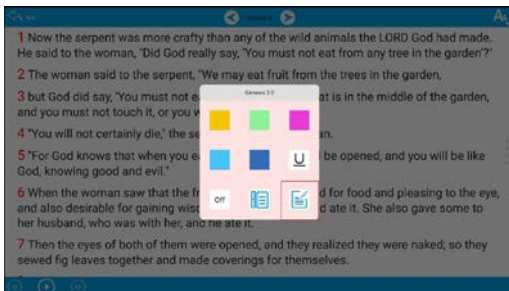 1 Now the serpent was more crafty than any of the wild animals the LORD God had made.
He said to the woman, "Did God really say, 'You must not eat from any tree in the garden'?"
2 The woman said to the serpent, "We may eat fruit from the trees in the garden,
3 but God did say, 'You must not e at is in the middle of the garden,
and you must not touch it, or you w
4 "You will not certainly die," the se an.
5 "For God knows that when you ea l be opened, and you will be like
God, knowing good and evil."
6 When the woman saw that the fr d for food and pleasing to the eye,
and also desirable for gaining wisd d ate it. She also gave some to
her husband, who was with her, and he ate it.
7 Then the eyes of both of them were opened, and they realized they were naked; so they
sewed fig leaves together and made coverings for themselves.
U
Off